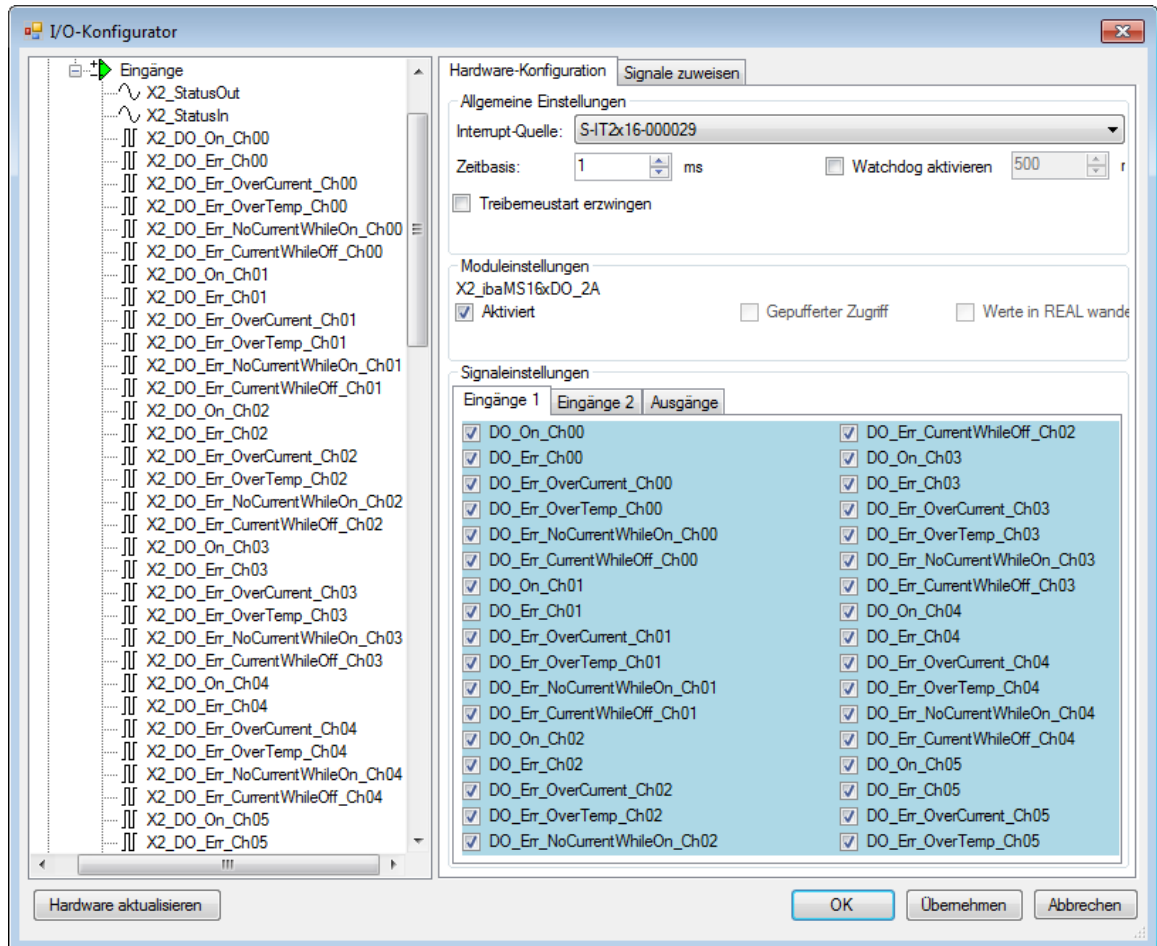 I/O-Konfigurator
Eingänge
X2_StatusOut
X2_StatusIn
X2_DO_On_Ch00
X2_DO_Err_Ch00
X2_DO_Err_OverCurrent_Ch00
X2_DO_Err_OverTemp_Ch00
X2_DO_Err_NoCurrentWhileOn_Ch00
X2_DO_Err_CurrentWhileOff_Ch00
X2_DO_On_Ch01
X2_DO_Err_Ch01
X2_DO_Err_OverCurrent_Ch01
X2_DO_Err_OverTemp_Ch01
X2_DO_Err_NoCurrentWhileOn_Ch01
X2_DO_Err_CurrentWhileOff_Ch01
X2_DO_On_Ch02
X2_DO_Err_Ch02
X2_DO_Err_OverCurrent_Ch02
X2_DO_Err_OverTemp_Ch02
X2_DO_Err_NoCurrentWhileOn_Ch02
X2_DO_Err_CurrentWhileOff_Ch02
X2_DO_On_Ch03
X2_DO_Err_Ch03
X2_DO_Err_OverCurrent_Ch03
X2_DO_Err_OverTemp_Ch03
X2_DO_Err_NoCurrentWhileOn_Ch03
X2_DO_Err_CurrentWhileOff_Ch03
X2_DO_On_Ch04
X2_DO_Err_Ch04
X2_DO_Err_OverCurrent_Ch04
X2_DO_Err_OverTemp_Ch04
X2_DO_Err_NoCurrentWhileOn_Ch04
X2_DO_Err_CurrentWhileOff_Ch04
X2_DO_On_Ch05
X2_DO_Err_Ch05
Hardware-Konfiguration Signale zuweisen
Allgemeine Einstellungen
Interrupt-Quelle: S-IT2x16-000029
Zeitbasis: 1 ms Watchdog aktivieren 500
Treiberneustart erzwingen
Moduleinstellungen
X2_ibaMS16xDO_2A
Aktiviert Gepufferter Zugriff Werte in REAL wande
Signaleinstellungen
Eingänge 1 Eingänge 2 Ausgänge
DO_On_Ch00
DO_Err_Ch00
DO_Err_OverCurrent_Ch00
DO_Err_OverTemp_Ch00
DO_Err_NoCurrentWhileOn_Ch00
DO_Err_CurrentWhileOff_Ch00
DO_On_Ch01
DO_Err_Ch01
DO_Err_OverCurrent_Ch01
DO_Err_OverTemp_Ch01
DO_Err_NoCurrentWhileOn_Ch01
DO_Err_CurrentWhileOff_Ch01
DO_On_Ch02
DO_Err_Ch02
DO_Err_OverCurrent_Ch02
DO_Err_OverTemp_Ch02
DO_Err_NoCurrentWhileOn_Ch02
DO_Err_CurrentWhileOff_Ch02
DO_On_Ch03
DO_Err_Ch03
DO_Err_OverCurrent_Ch03
DO_Err_OverTemp_Ch03
DO_Err_NoCurrentWhileOn_Ch03
DO_Err_CurrentWhileOff_Ch03
DO_On_Ch04
DO_Err_Ch04
DO_Err_OverCurrent_Ch04
DO_Err_OverTemp_Ch04
DO_Err_NoCurrentWhileOn_Ch04
DO_Err_CurrentWhileOff_Ch04
DO_On_Ch05
DO_Err_Ch05
DO_Err_OverCurrent_Ch05
DO_Err_OverTemp_Ch05
Hardware aktualisieren OK Übernehmen Abbrechen